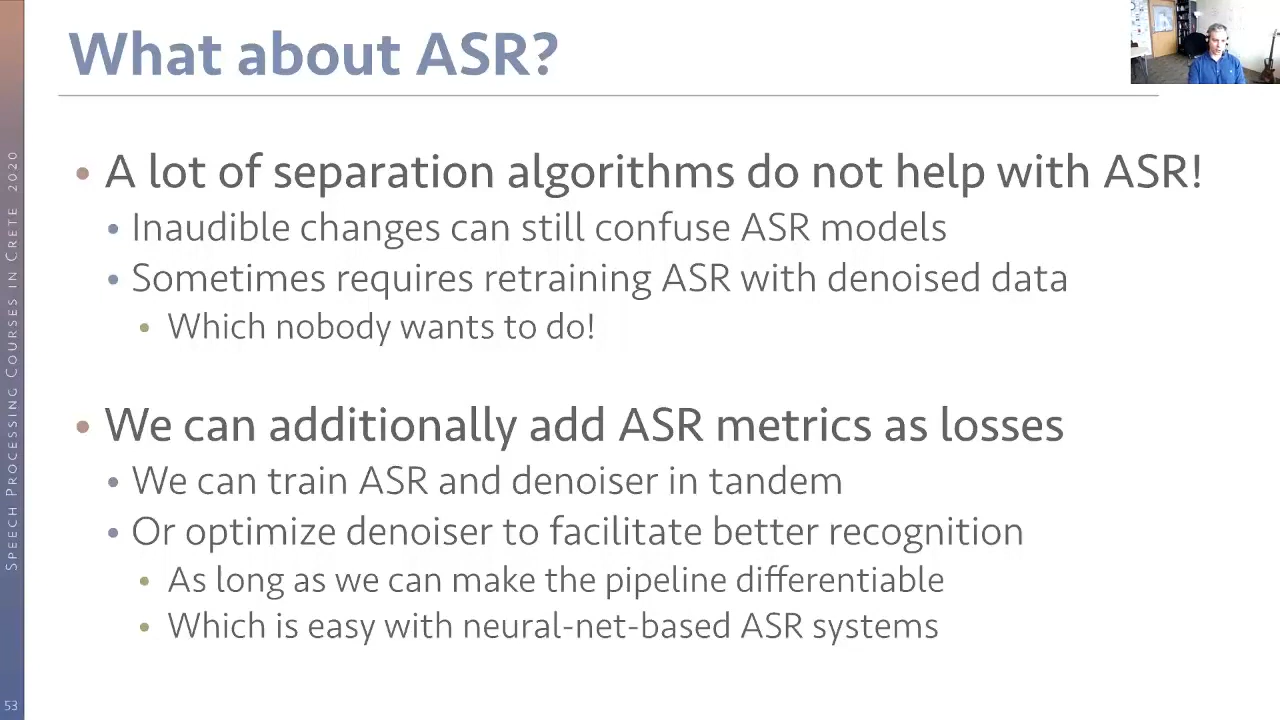 What about ASR?
• A lot of separation algorithms do not help with ASR!
• Inaudible changes can still confuse ASR models
• Sometimes requires retraining ASR with denoised data
• Which nobody wants to do!
• We can additionally add ASR metrics as losses
• We can train ASR and denoiser in tandem
• Or optimize denoiser to facilitate better recognition
• As long as we can make the pipeline differentiable
• Which is easy with neural-net-based ASR systems
Speech Processing Courses in Crete 2020
53